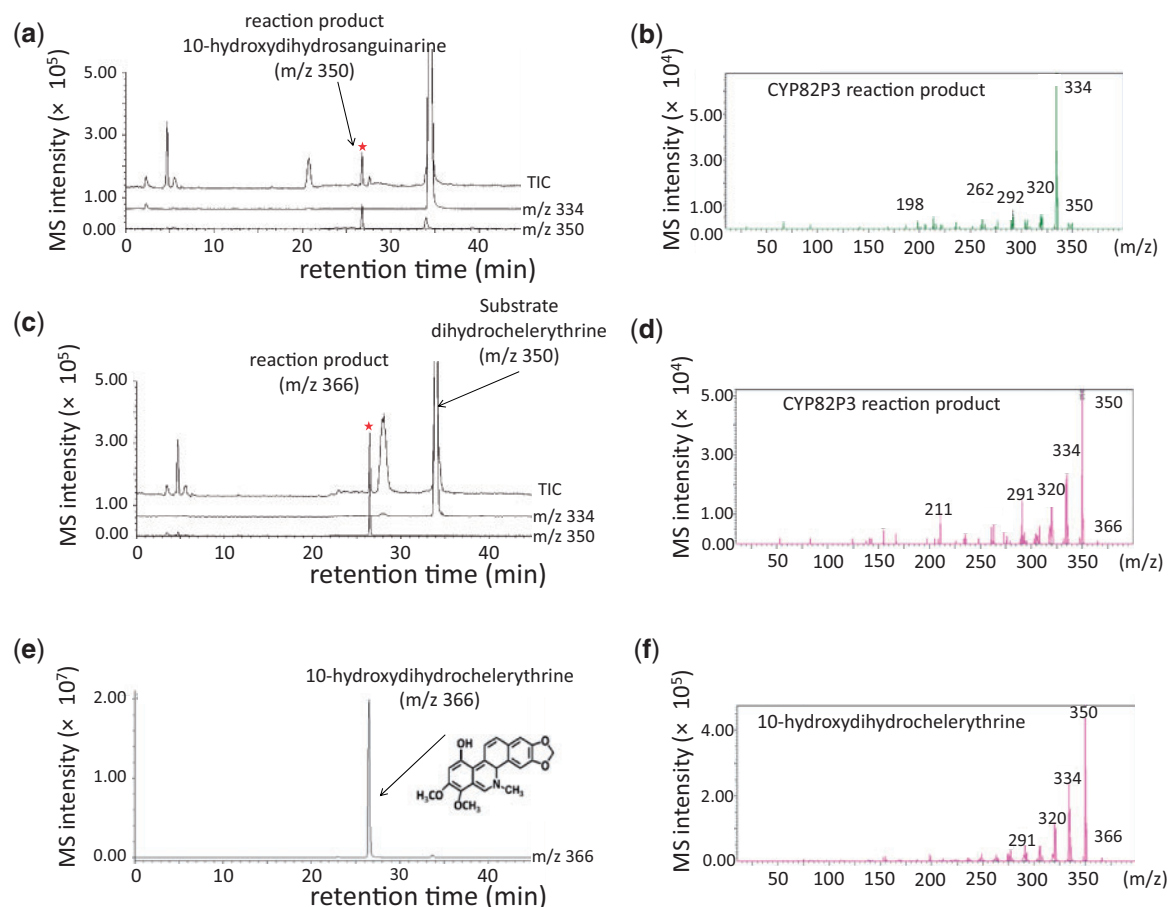 (a)
reaction product
10-hydroxydihydrosanguinarine
(m/z 350)
MS intensity (× 10⁵)
5.00
3.00
1.00
0.00
TIC
m/z 334
m/z 350
0
10
20
30
40
retention time (min)
(b)
CYP82P3 reaction product
MS intensity (× 10⁴)
5.00
3.00
1.00
0.00
198
262
292
320
334
350
50
100
150
200
250
300
350
(m/z)
(c)
Substrate
dihydrochelerythrine
(m/z 350)
reaction product
(m/z 366)
MS intensity (× 10⁵)
5.00
3.00
1.00
0.00
TIC
m/z 334
m/z 350
0
10
20
30
40
retention time (min)
(d)
CYP82P3 reaction product
MS intensity (× 10⁴)
5.00
3.00
1.00
0.00
211
291
320
334
350
366
50
100
150
200
250
300
350
(m/z)
(e)
10-hydroxydihydrochelerythrine
(m/z 366)
MS intensity (× 10⁷)
2.00
1.00
0.00
OH
O
O
N
CH₃
H₃CO
OCH₃
m/z 366
0
10
20
30
40
retention time (min)
(f)
10-hydroxydihydrochelerythrine
MS intensity (× 10⁵)
4.00
2.00
0.00
291
320
334
350
366
50
100
150
200
250
300
350
(m/z)